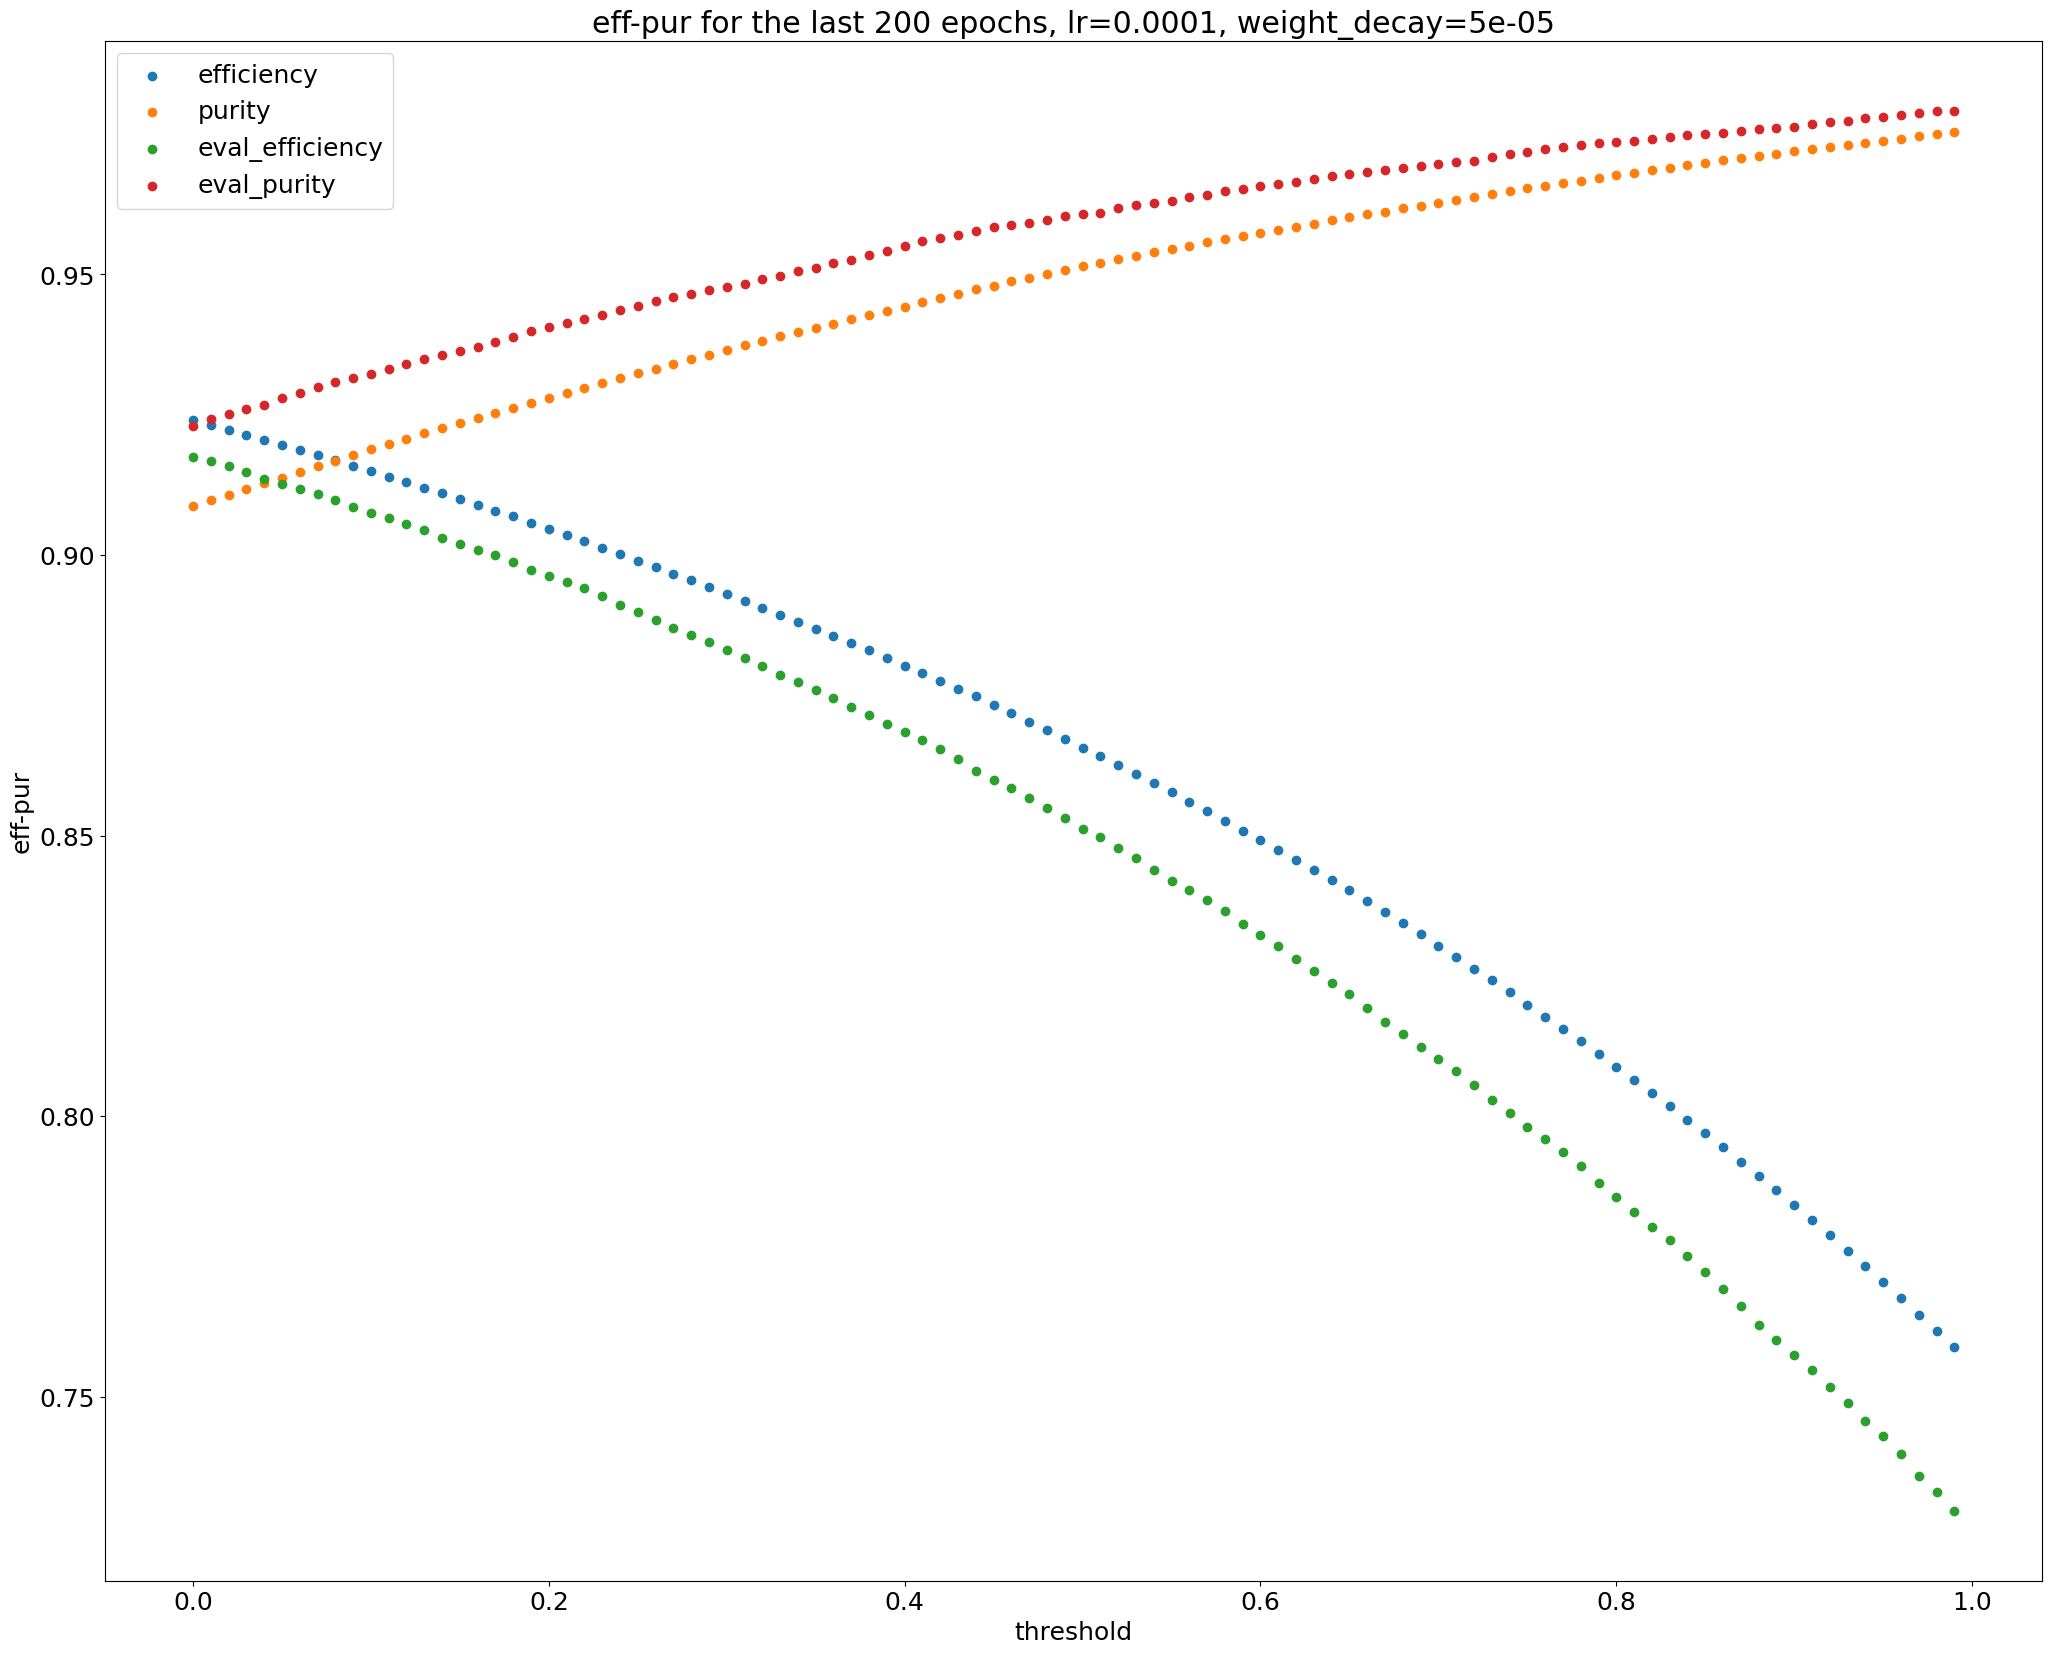 eff-pur for the last 200 epochs, lr=0.0001, weight_decay=5e-05
efficiency
purity
eval_efficiency
eval_purity
0.95
0.90
0.85
0.80
0.75
eff-pur
0.0 0.2 0.4 0.6 0.8 1.0
threshold